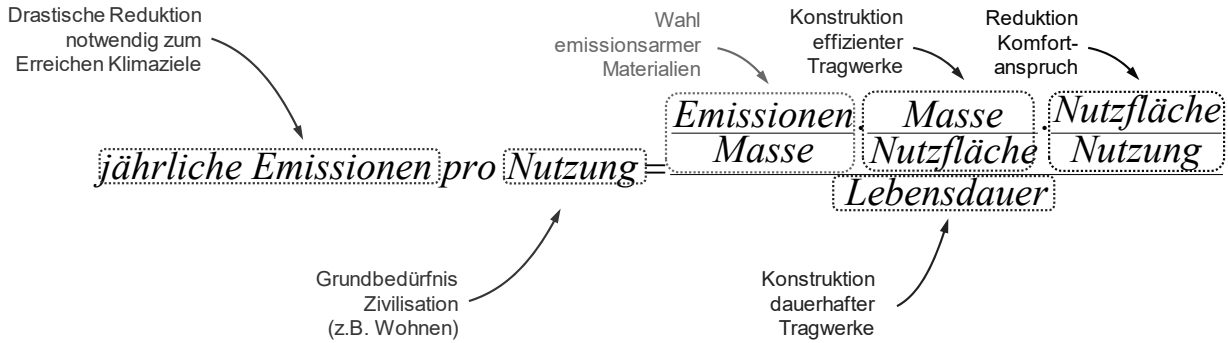 Drastische Reduktion
notwendig zum
Erreichen Klimaziele
Wahl
emissionsarmer
Materialien
Konstruktion
effizienter
Tragwerke
Reduktion
Komfort-
anspruch
jährliche Emissionen pro Nutzung =
Emissionen
Masse
·
Masse
Nutzfläche
·
Nutzfläche
Nutzung
Lebensdauer
Grundbedürfnis
Zivilisation
(z.B. Wohnen)
Konstruktion
dauerhafter
Tragwerke